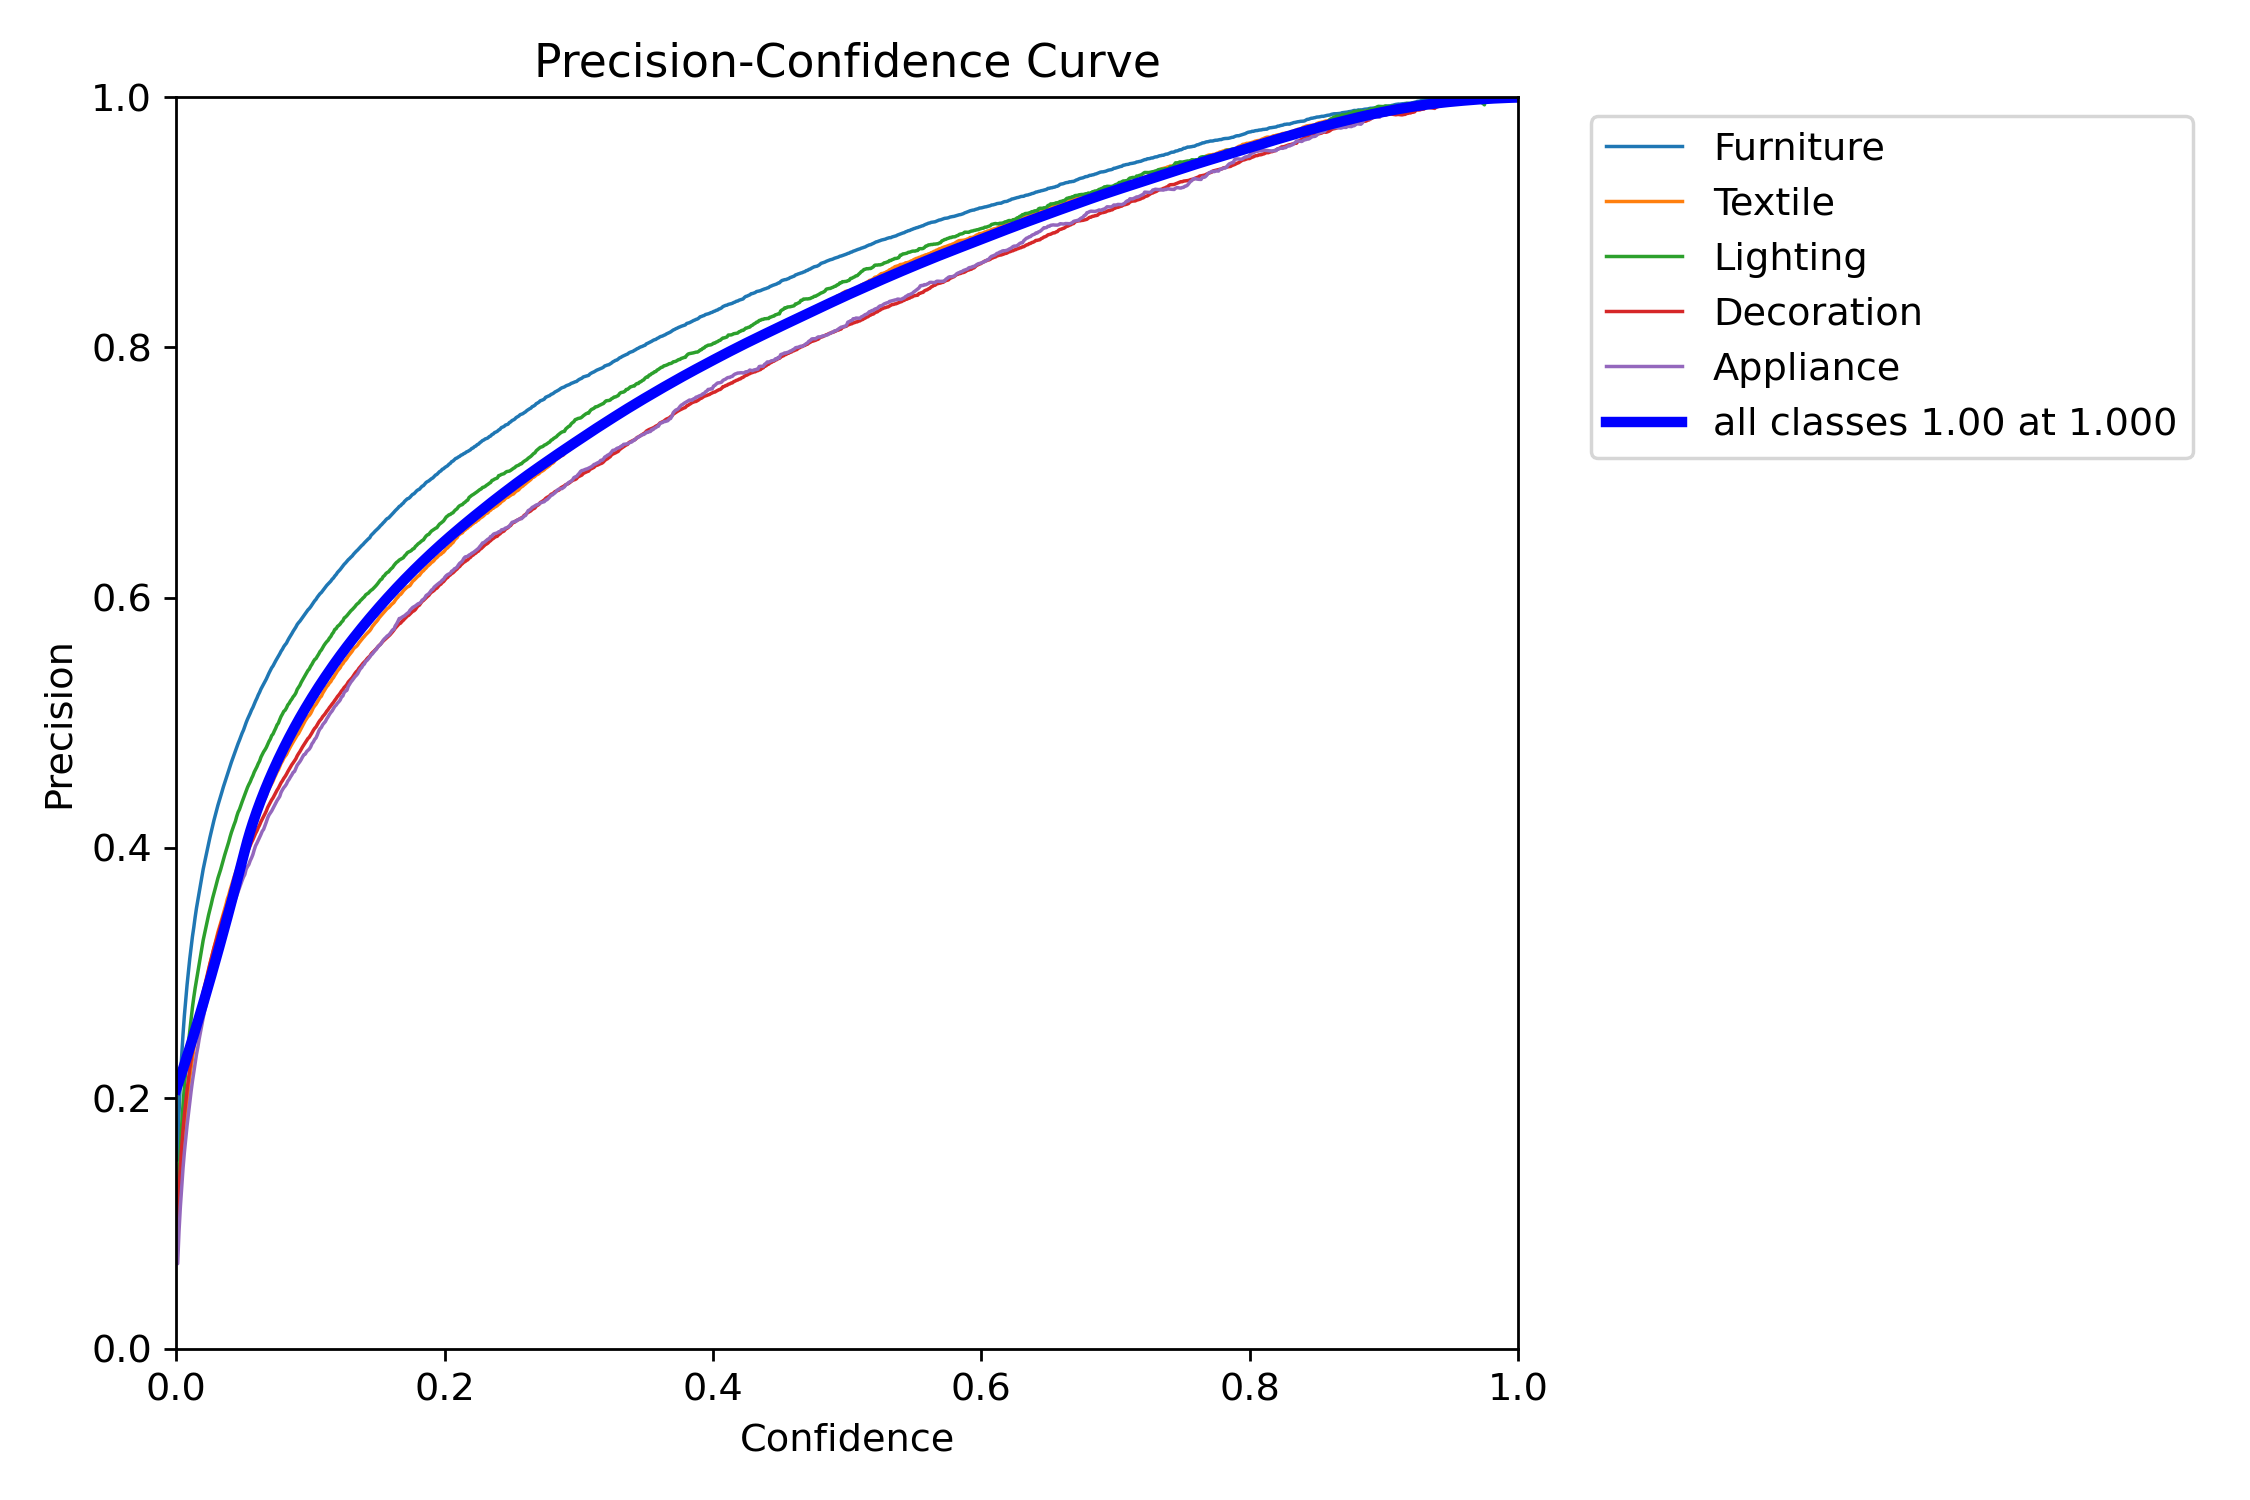 Precision-Confidence Curve
1.0
0.8
0.6
0.4
0.2
0.0
Precision
0.0 0.2 0.4 0.6 0.8 1.0
Confidence
Furniture
Textile
Lighting
Decoration
Appliance
all classes 1.00 at 1.000